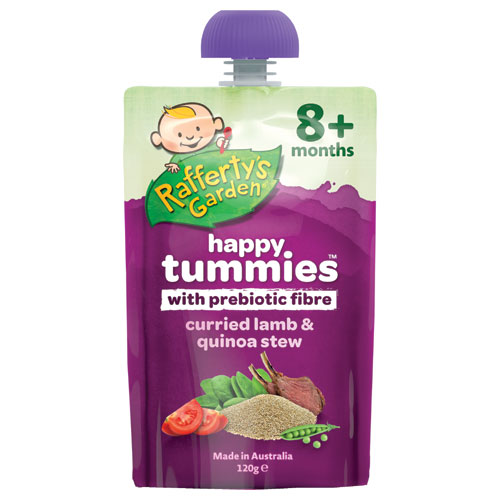 8+
months
Rafferty's
Garden
happy
tummies™
with prebiotic fibre
curried lamb &
quinoa stew
Made in Australia
120g e